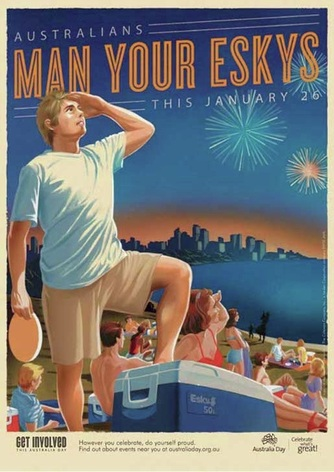 AUSTRALIANS
MAN YOUR ESKYS
THIS JANUARY 26
Esky
50L
GET INVOLVED
THIS AUSTRALIA DAY
However you celebrate, do yourself proud.
Find out about events near you at australiaday.org.au
Australia Day
Celebrate
what's
great!